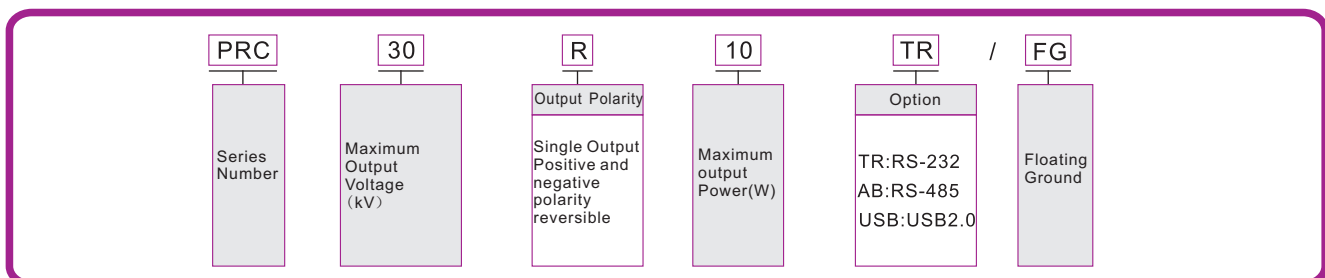 PRC 30 R 10 TR / FG
Series
Number
Maximum
Output
Voltage
（kV）
Output Polarity
Single Output
Positive and
negative
polarity
reversible
Maximum
output
Power(W)
Option
TR:RS-232
AB:RS-485
USB:USB2.0
Floating
Ground